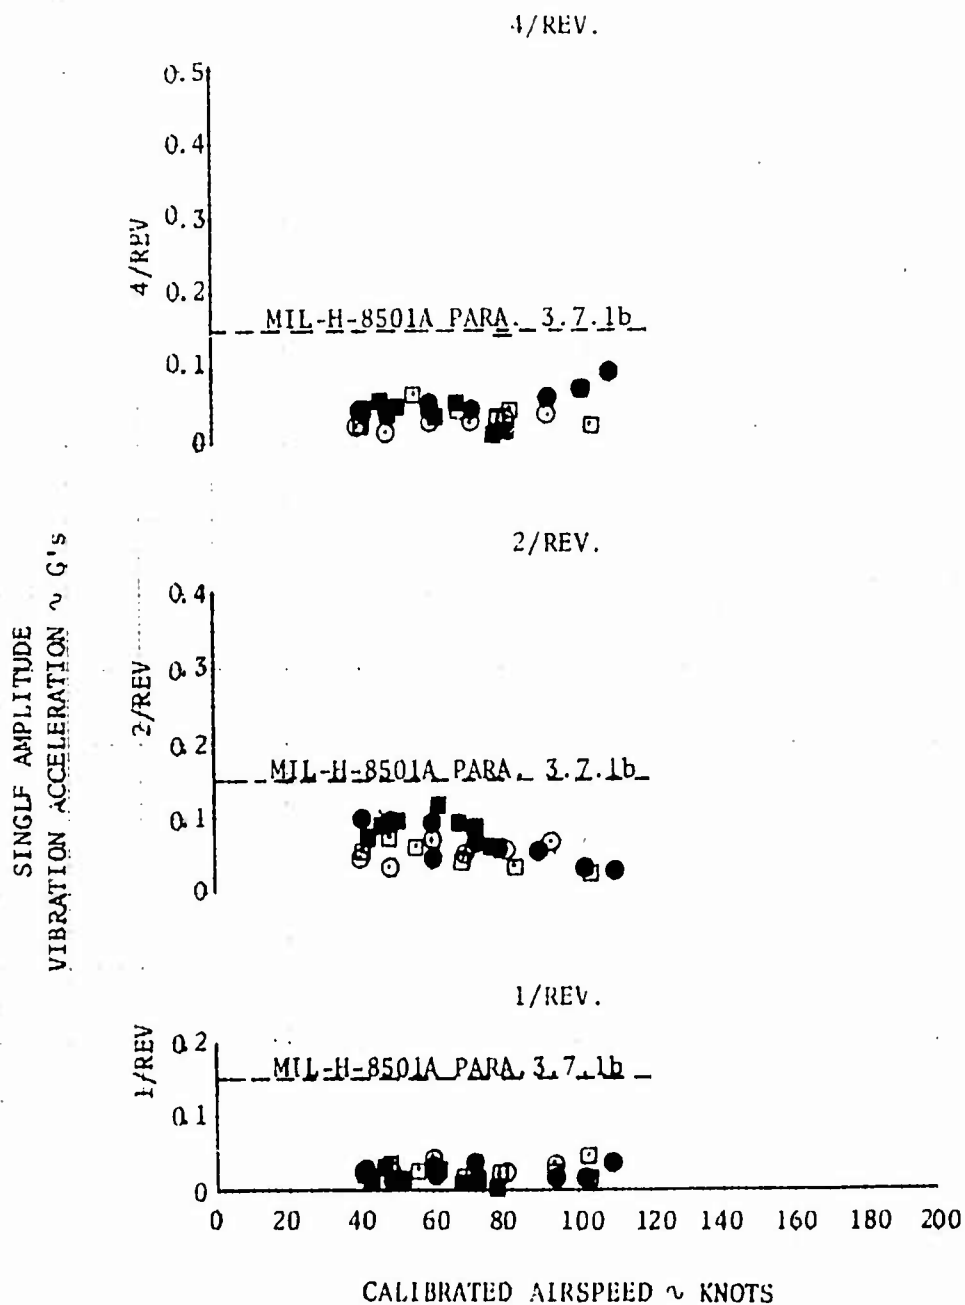 4/REV.
0.5
0.4
0.3
0.2
0.1
0
4/REV
MIL-H-8501A PARA. 3.7.1b
2/REV.
0.4
0.3
0.2
0.1
0
2/REV
MIL-H-8501A PARA. 3.7.1b
SINGLE AMPLITUDE
VIBRATION ACCELERATION ~ G's
1/REV.
0.2
0.1
0
1/REV
MIL-H-8501A PARA. 3.7.1b
0 20 40 60 80 100 120 140 160 180 200
CALIBRATED AIRSPEED ~ KNOTS